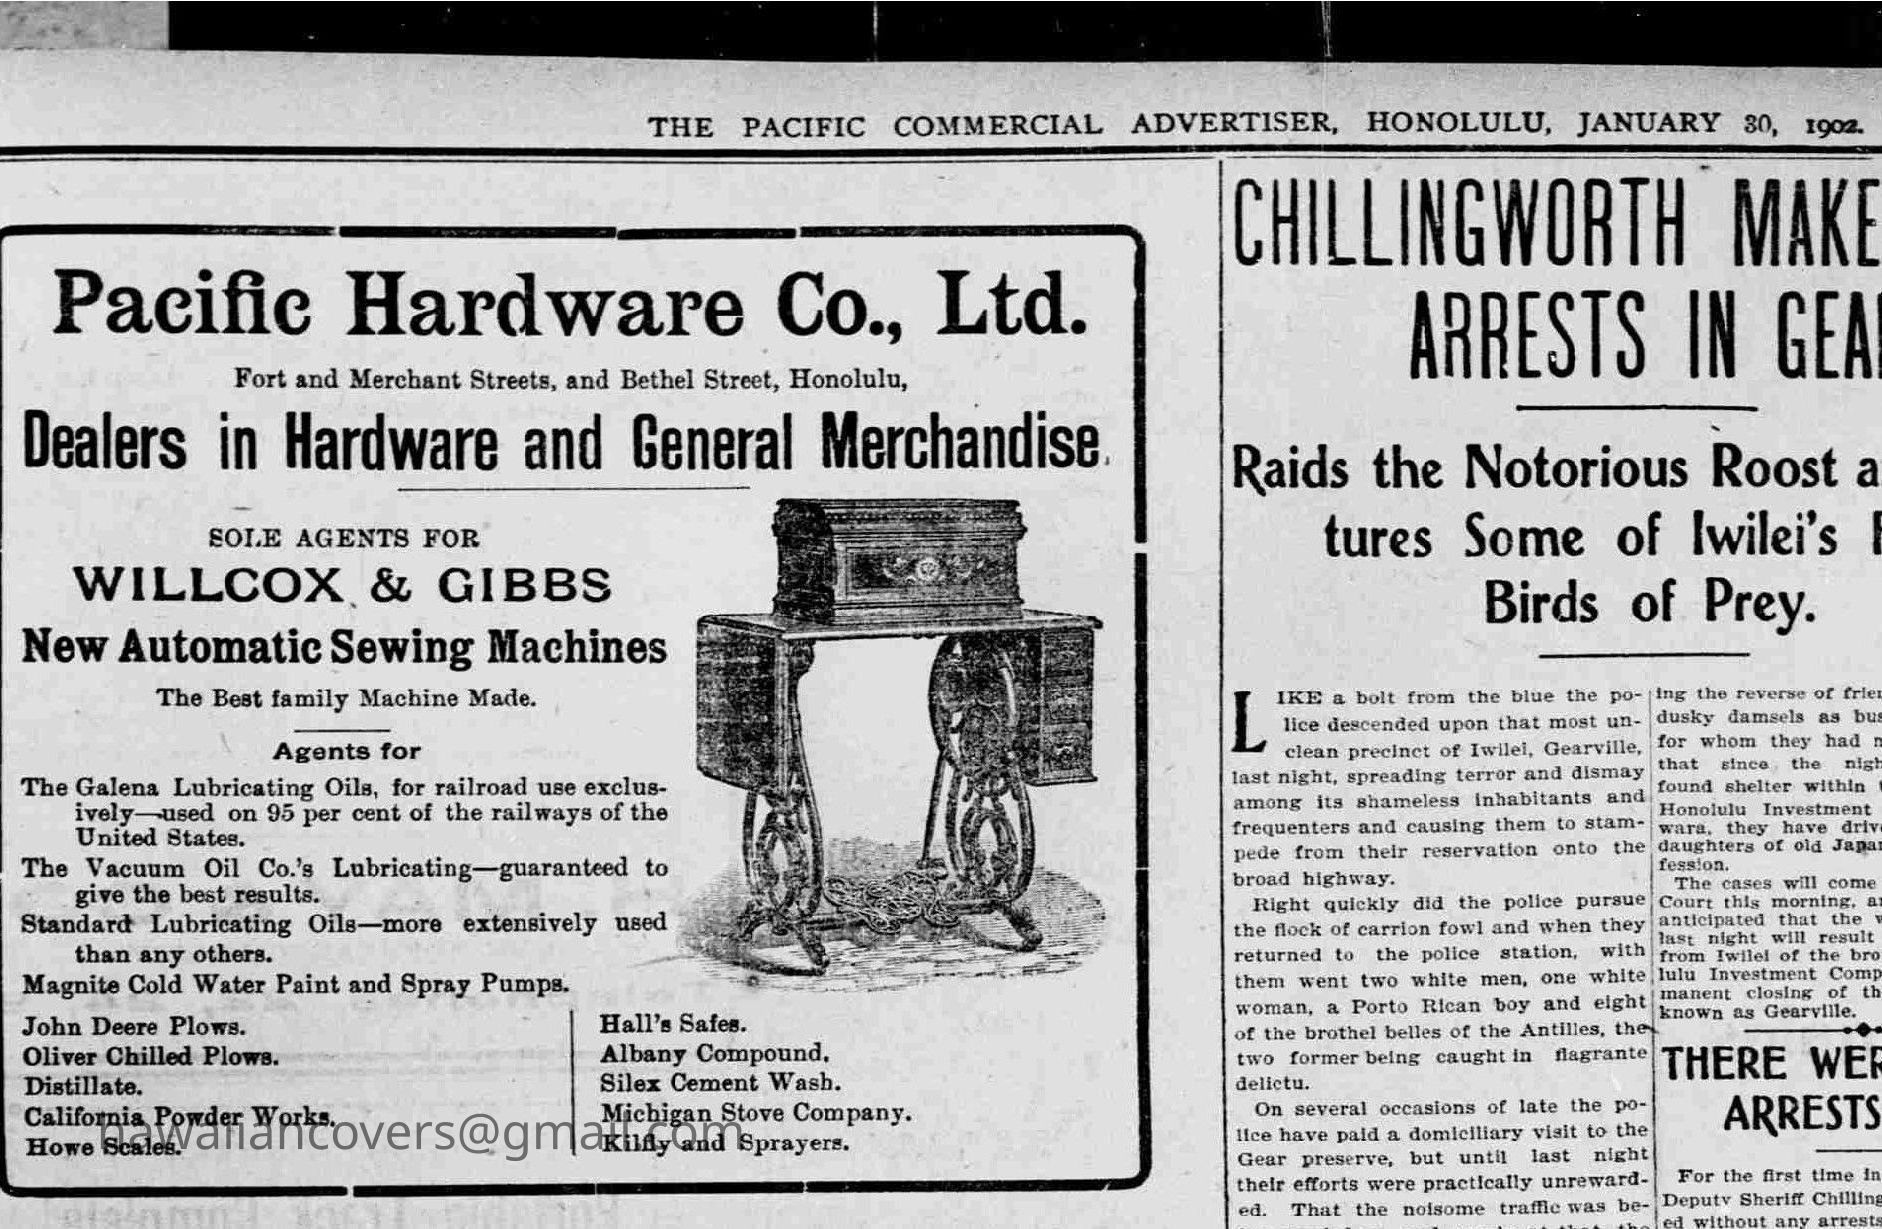 THE PACIFIC COMMERCIAL ADVERTISER, HONOLULU, JANUARY 30, 1902.
Pacific Hardware Co., Ltd.
Fort and Merchant Streets, and Bethel Street, Honolulu,
Dealers in Hardware and General Merchandise.
SOLE AGENTS FOR
WILLCOX & GIBBS
New Automatic Sewing Machines
The Best family Machine Made.
Agents for
The Galena Lubricating Oils, for railroad use exclus-
ively—used on 95 per cent of the railways of the
United States.
The Vacuum Oil Co.'s Lubricating—guaranteed to
give the best results.
Standard Lubricating Oils—more extensively used
than any others.
Magnite Cold Water Paint and Spray Pumps.
John Deere Plows.
Oliver Chilled Plows.
Distillate.
California Powder Works.
Howe Scales.
Hall's Safes.
Albany Compound.
Silex Cement Wash.
Michigan Stove Company.
Kilfly and Sprayers.
hawaiiancovers@gmail.com
CHILLINGWORTH MAKE
ARRESTS IN GEA
Raids the Notorious Roost a
tures Some of Iwilei's
Birds of Prey.
LIKE a bolt from the blue the po-
lice descended upon that most un-
clean precinct of Iwilei, Gearville,
last night, spreading terror and dismay
among its shameless inhabitants and
frequenters and causing them to stam-
pede from their reservation onto the
broad highway.
Right quickly did the police pursue
the flock of carrion fowl and when they
returned to the police station, with
them went two white men, one white
woman, a Porto Rican boy and eight
of the brothel belles of the Antilles, the
two former being caught in flagrante
delictu.
On several occasions of late the po-
lice have paid a domiciliary visit to the
Gear preserve, but until last night
their efforts were practically unreward-
ed. That the noisome traffic was be-
ing the reverse of frien
dusky damsels as bus
for whom they had n
that since the nigh
found shelter within
Honolulu Investment
wara, they have drive
daughters of old Japan
fession.
The cases will come
Court this morning, an
anticipated that the
last night will result
from Iwilei of the bro
lulu Investment Comp
manent closing of th
known as Gearville.
THERE WER
ARRESTS
For the first time in
Deputy Sheriff Chilling
ed without any arrests